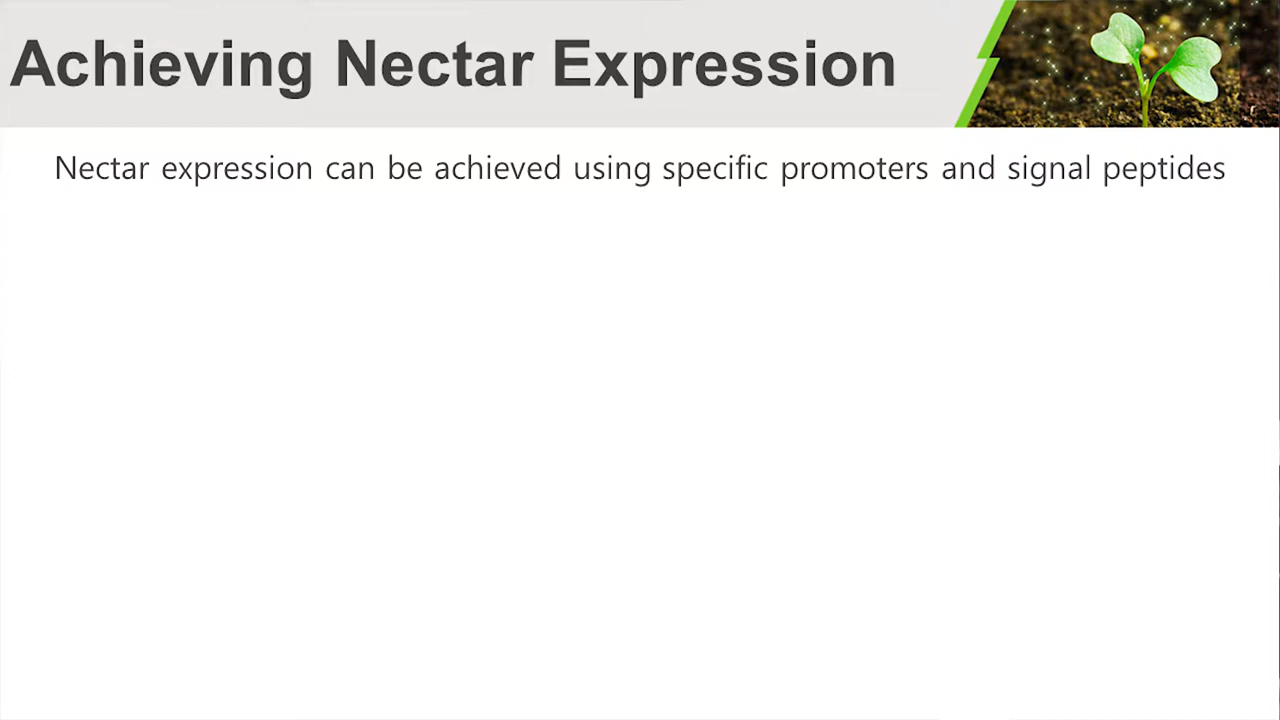 Achieving Nectar Expression
Nectar expression can be achieved using specific promoters and signal peptides